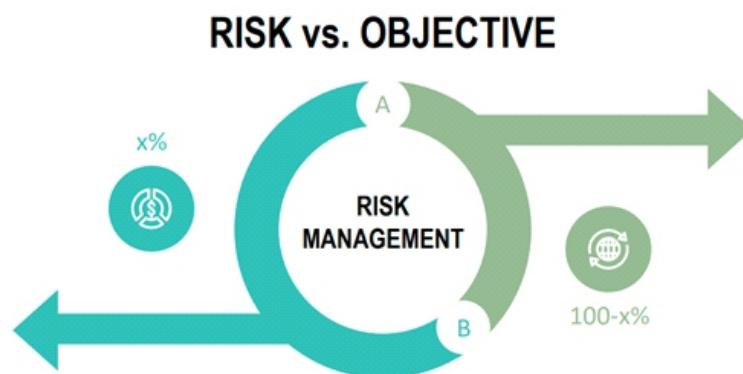 RISK vs. OBJECTIVE
A
x%
$
RISK
MANAGEMENT
B
100-x%